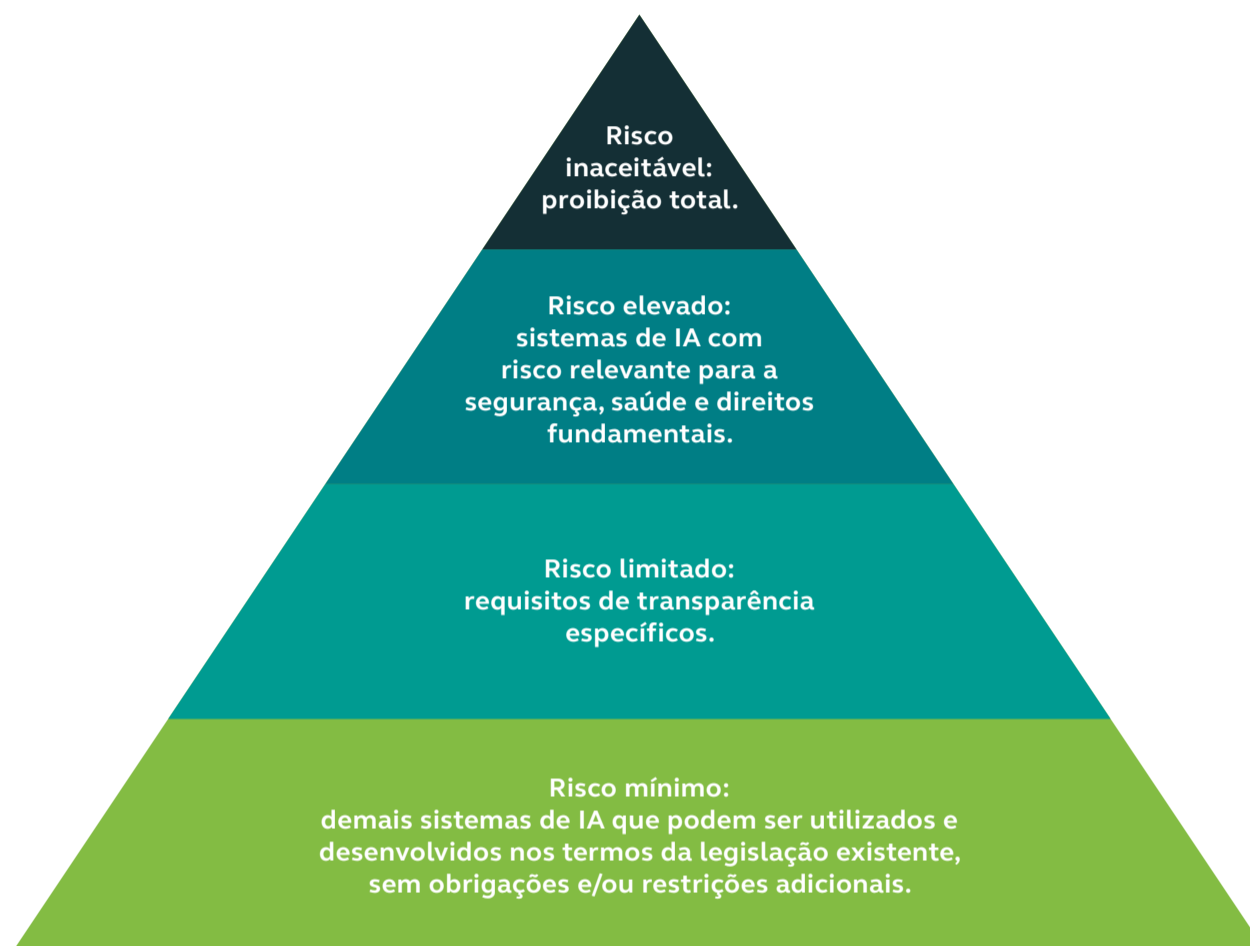 Risco
inaceitável:
proibição total.
Risco elevado:
sistemas de IA com
risco relevante para a
segurança, saúde e direitos
fundamentais.
Risco limitado:
requisitos de transparência
específicos.
Risco mínimo:
demais sistemas de IA que podem ser utilizados e
desenvolvidos nos termos da legislação existente,
sem obrigações e/ou restrições adicionais.